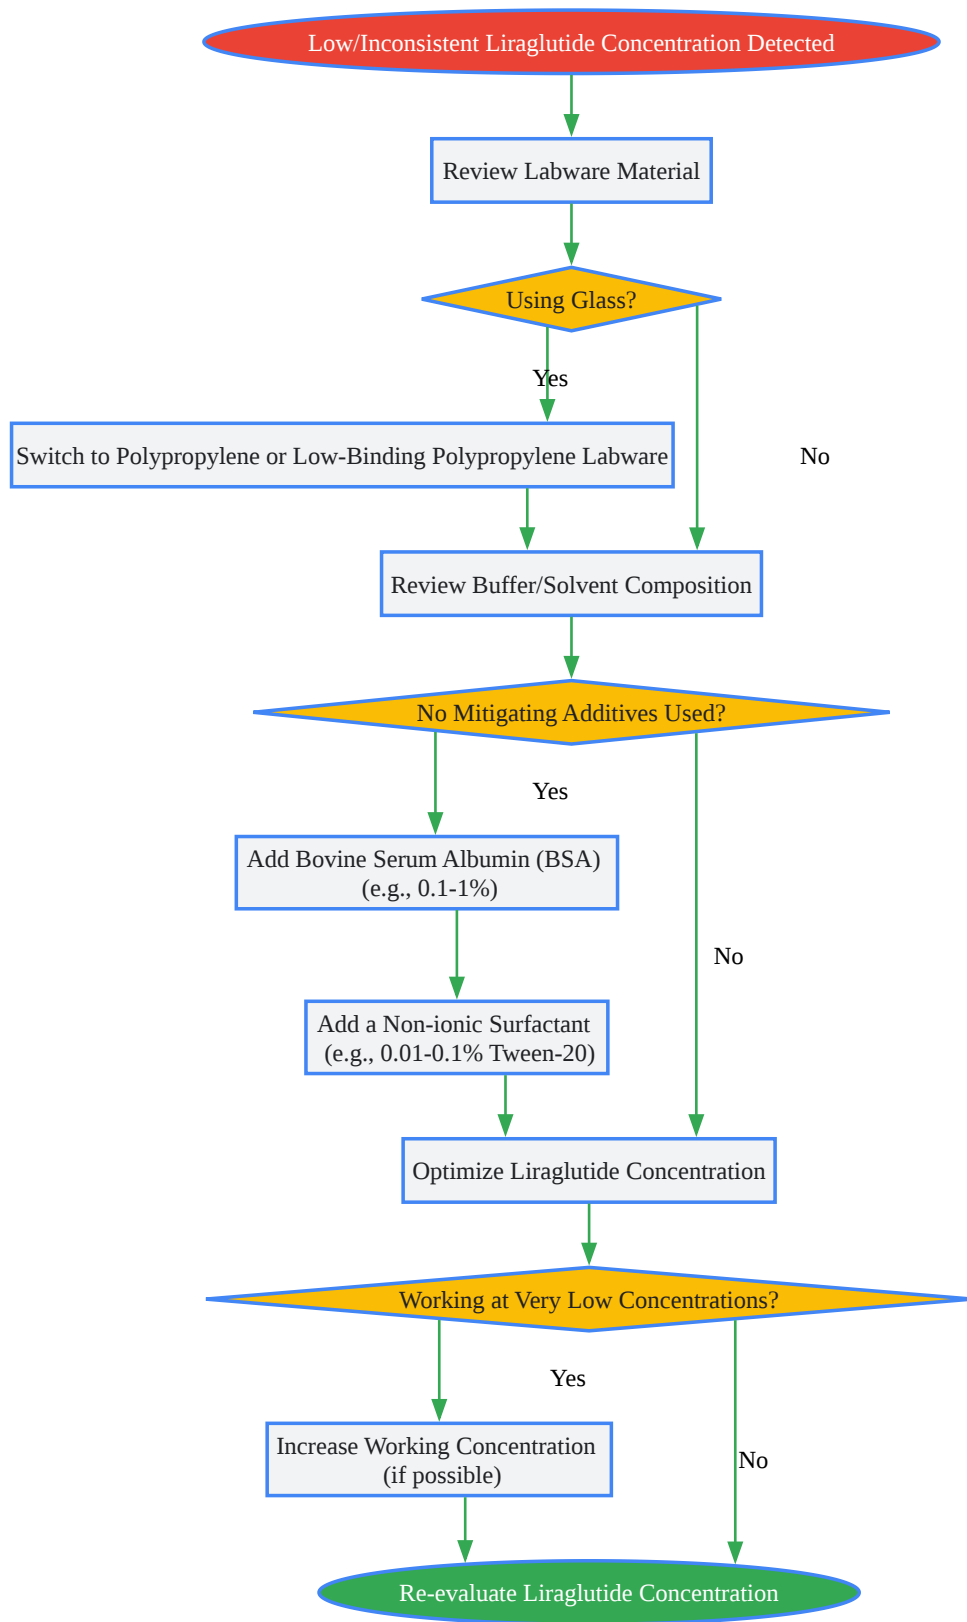 Low/Inconsistent Liraglutide Concentration Detected
Review Labware Material
Using Glass?
Yes
Switch to Polypropylene or Low-Binding Polypropylene Labware
No
Review Buffer/Solvent Composition
No Mitigating Additives Used?
Yes
Add Bovine Serum Albumin (BSA)
(e.g., 0.1-1%)
No
Add a Non-ionic Surfactant
(e.g., 0.01-0.1% Tween-20)
Optimize Liraglutide Concentration
Working at Very Low Concentrations?
Yes
Increase Working Concentration
(if possible)
No
Re-evaluate Liraglutide Concentration